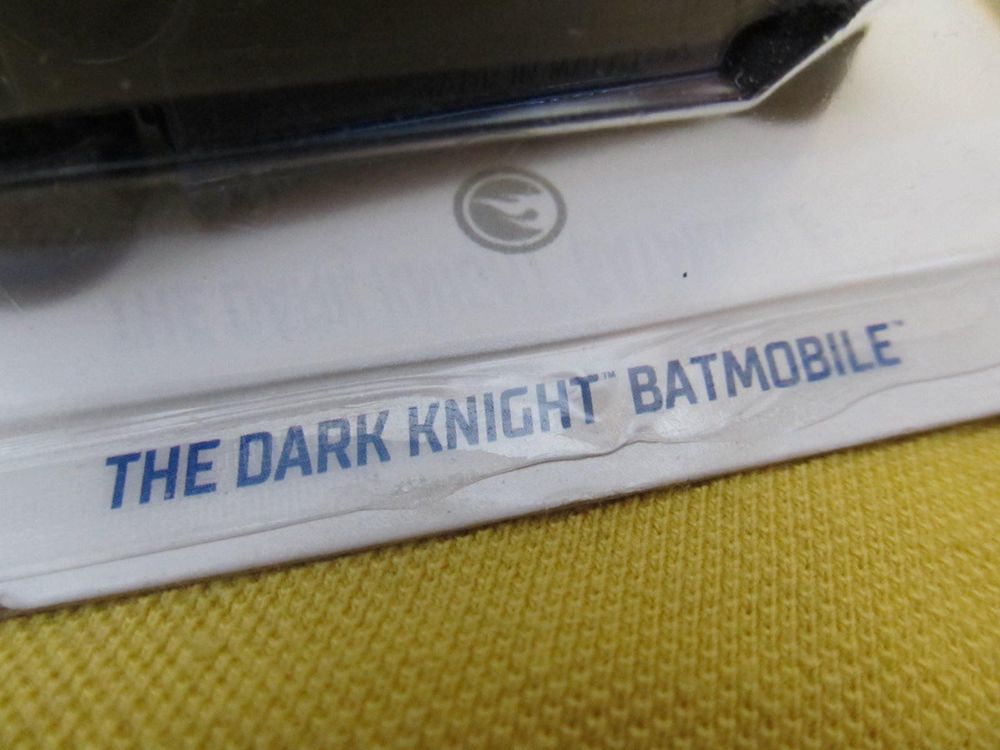 THE DARK KNIGHT™ BATMOBILE™